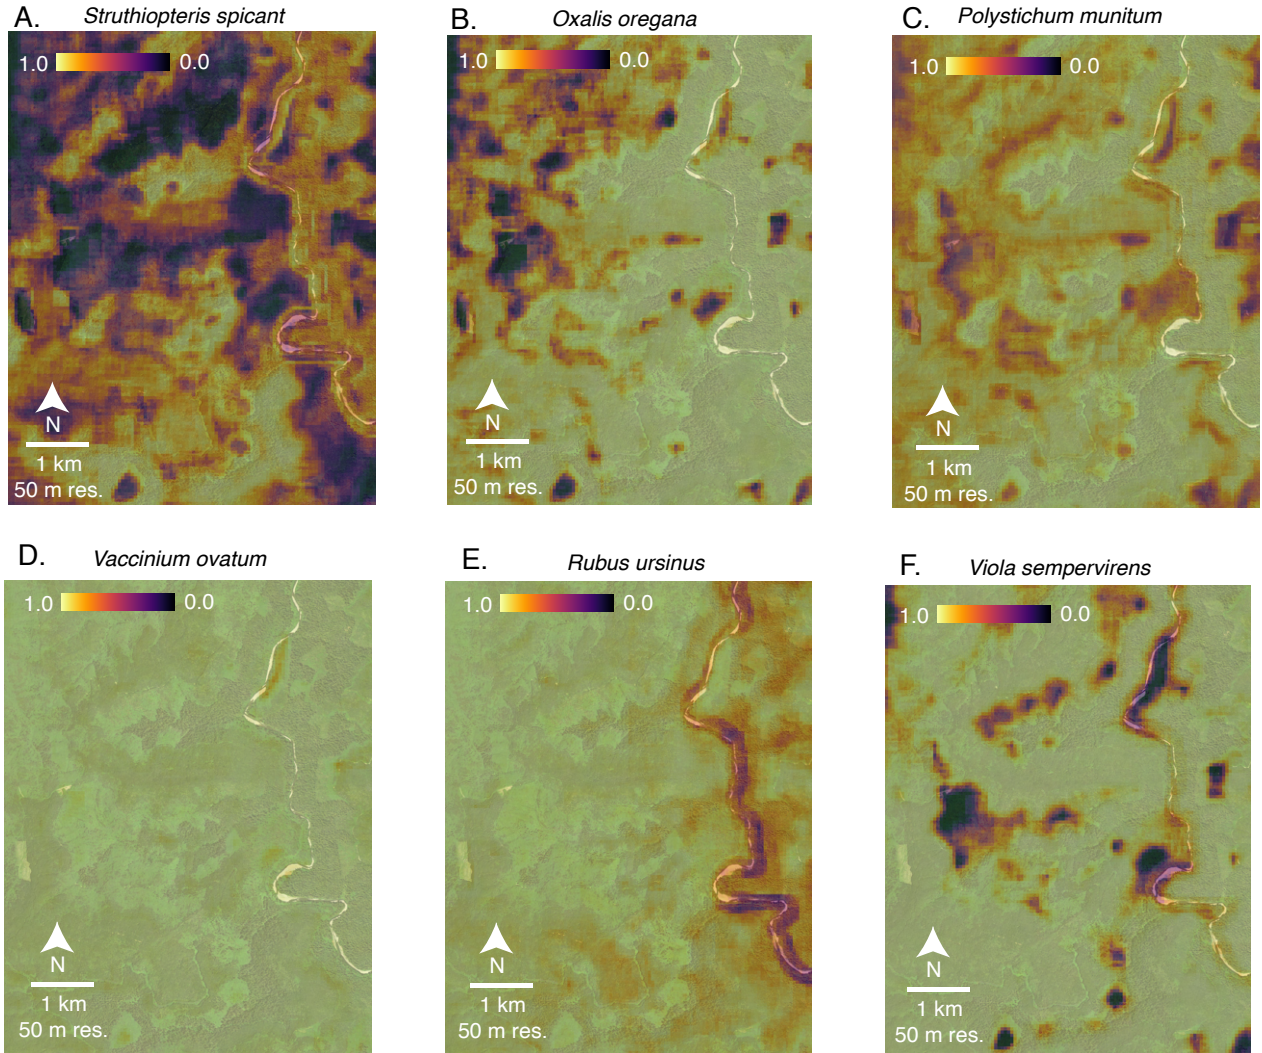 A. Struthiopteris spicant
1.0 0.0
N
1 km
50 m res.
B. Oxalis oregana
1.0 0.0
N
1 km
50 m res.
C. Polystichum munitum
1.0 0.0
N
1 km
50 m res.
D. Vaccinium ovatum
1.0 0.0
N
1 km
50 m res.
E. Rubus ursinus
1.0 0.0
N
1 km
50 m res.
F. Viola sempervirens
1.0 0.0
N
1 km
50 m res.